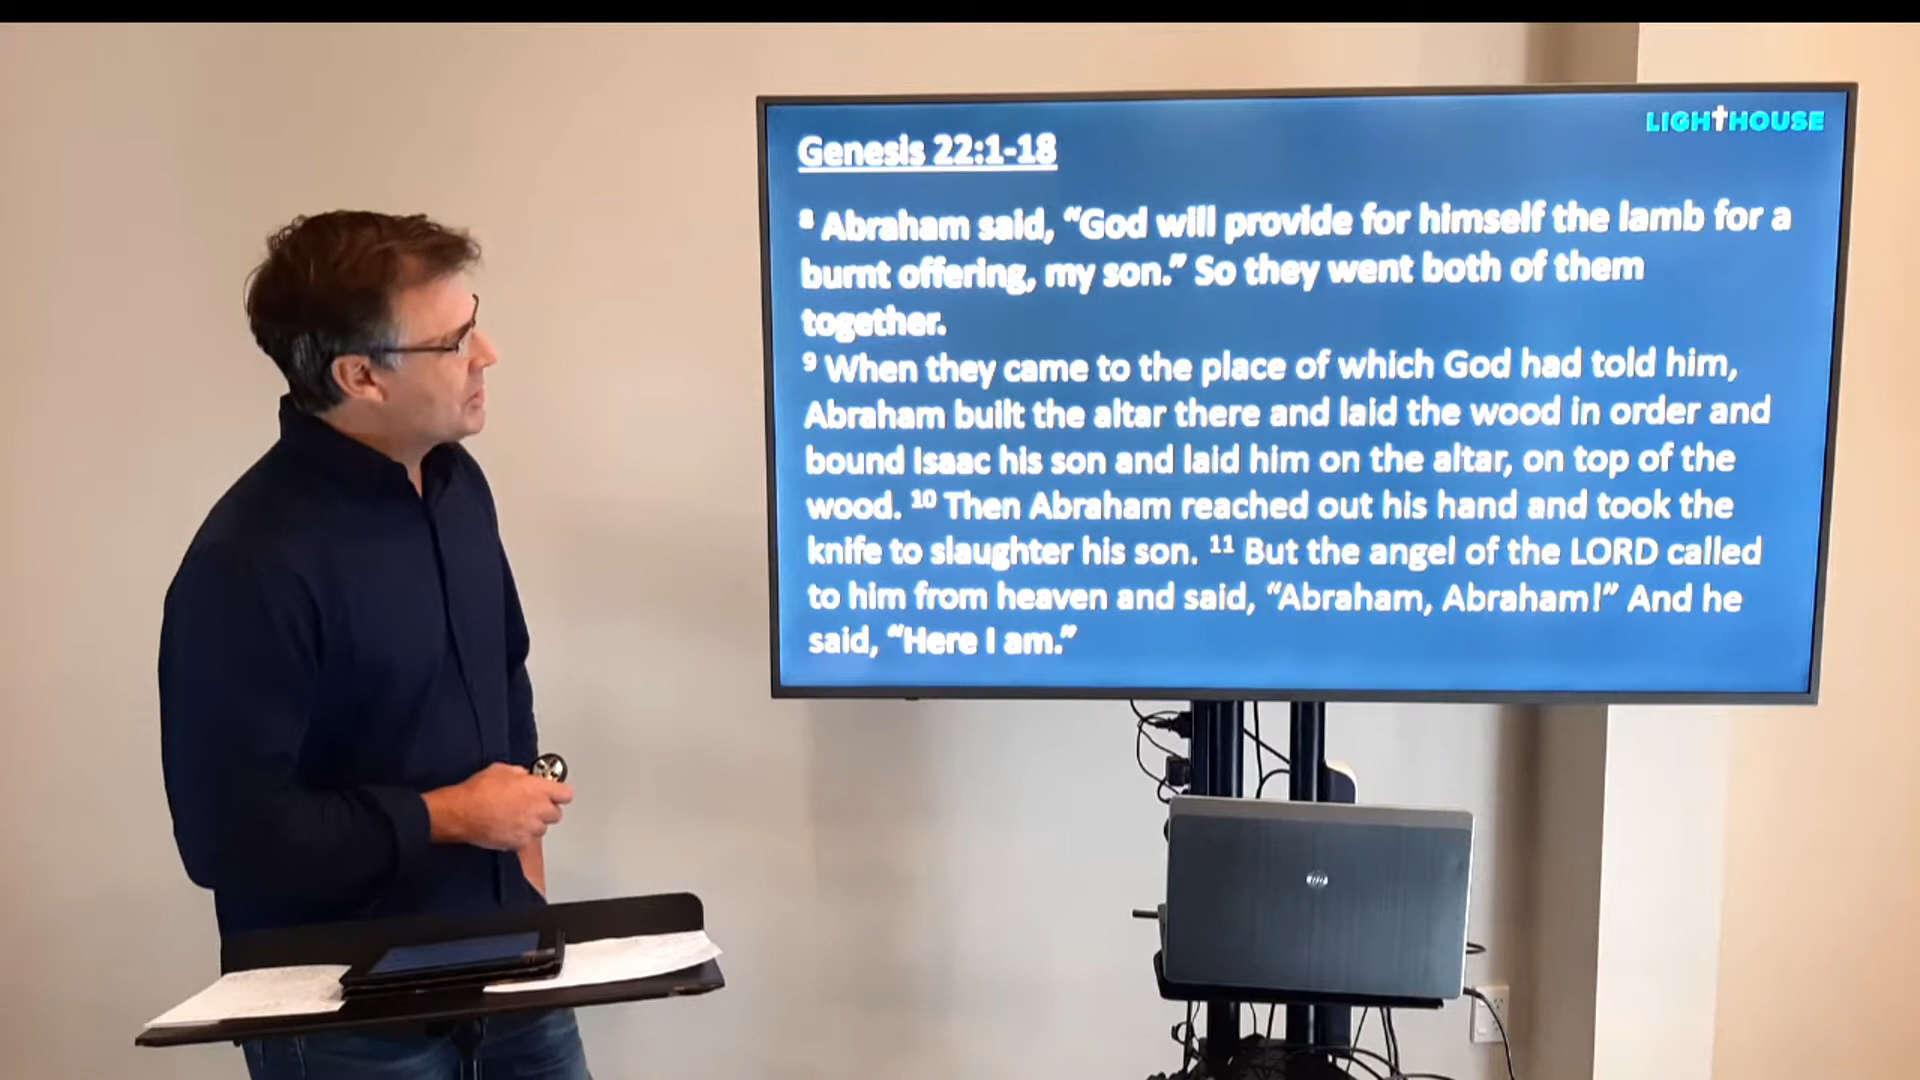 LIGHTHOUSE
Genesis 22:1-18
8 Abraham said, “God will provide for himself the lamb for a
burnt offering, my son.” So they went both of them
together.
9 When they came to the place of which God had told him,
Abraham built the altar there and laid the wood in order and
bound Isaac his son and laid him on the altar, on top of the
wood. 10 Then Abraham reached out his hand and took the
knife to slaughter his son. 11 But the angel of the LORD called
to him from heaven and said, “Abraham, Abraham!” And he
said, “Here I am.”
hp